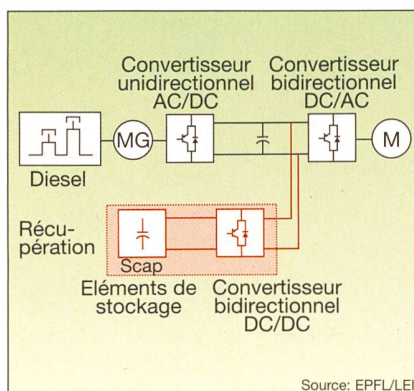 Convertisseur
unidirectionnel
AC/DC
Convertisseur
bidirectionnel
DC/AC
MG
M
Diesel
Récu-
pération
Scap
Eléments de
stockage
Convertisseur
bidirectionnel
DC/DC
Source: EPFL/LEI